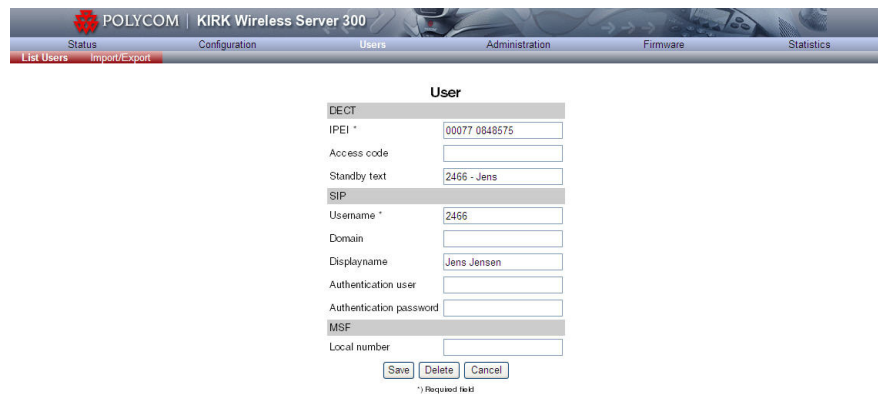 POLYCOM | KIRK Wireless Server 300
Status Configuration Users Administration Firmware Statistics
List Users Import/Export
User
DECT
IPEI * 00077 0848575
Access code
Standby text 2466 - Jens
SIP
Username * 2466
Domain
Displayname Jens Jensen
Authentication user
Authentication password
MSF
Local number
Save Delete Cancel
*) Required field